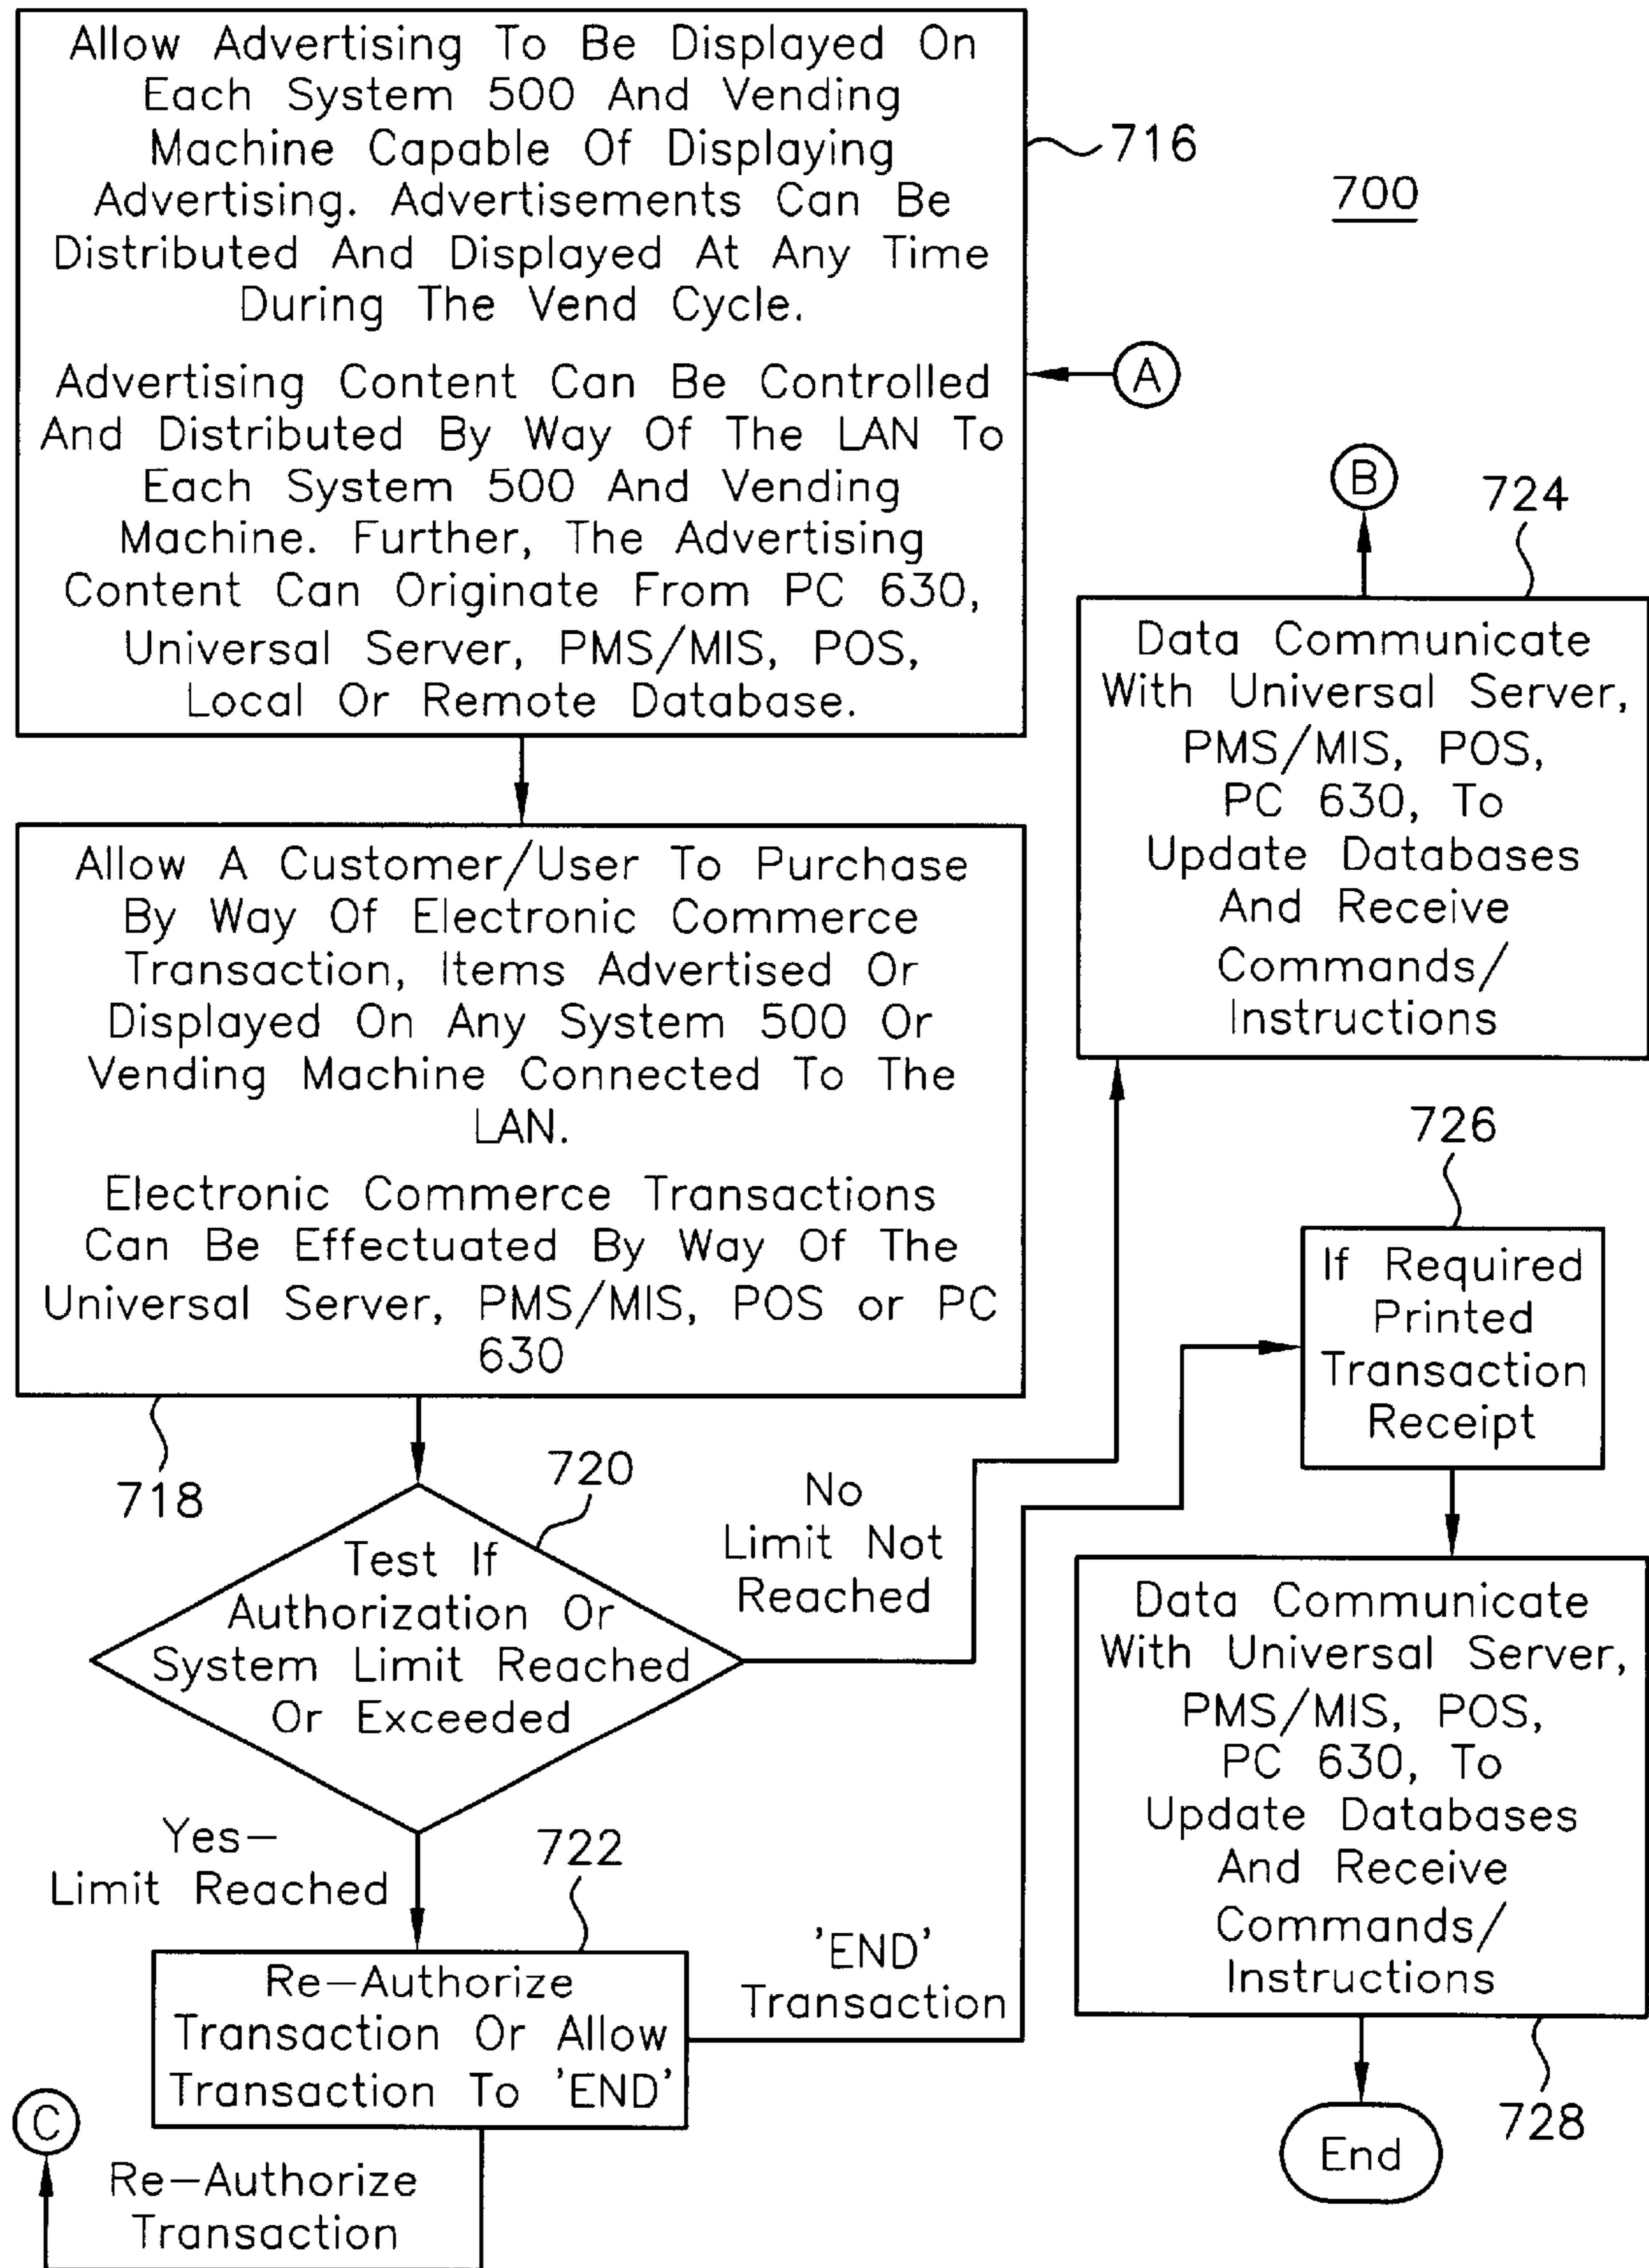 Allow Advertising To Be Displayed On
Each System 500 And Vending
Machine Capable Of Displaying
Advertising. Advertisements Can Be
Distributed And Displayed At Any Time
During The Vend Cycle.
Advertising Content Can Be Controlled
And Distributed By Way Of The LAN To
Each System 500 And Vending
Machine. Further, The Advertising
Content Can Originate From PC 630,
Universal Server, PMS/MIS, POS,
Local Or Remote Database.
716
700
A
Allow A Customer/User To Purchase
By Way Of Electronic Commerce
Transaction, Items Advertised Or
Displayed On Any System 500 Or
Vending Machine Connected To The
LAN.
Electronic Commerce Transactions
Can Be Effectuated By Way Of The
Universal Server, PMS/MIS, POS or PC
630
718
720
Test If
Authorization Or
System Limit Reached
Or Exceeded
No
Limit Not
Reached
Yes-
Limit Reached
722
Re-Authorize
Transaction Or Allow
Transaction To 'END'
'END'
Transaction
C
Re-Authorize
Transaction
B
724
Data Communicate
With Universal Server,
PMS/MIS, POS,
PC 630, To
Update Databases
And Receive
Commands/
Instructions
726
If Required
Printed
Transaction
Receipt
Data Communicate
With Universal Server,
PMS/MIS, POS,
PC 630, To
Update Databases
And Receive
Commands/
Instructions
728
End